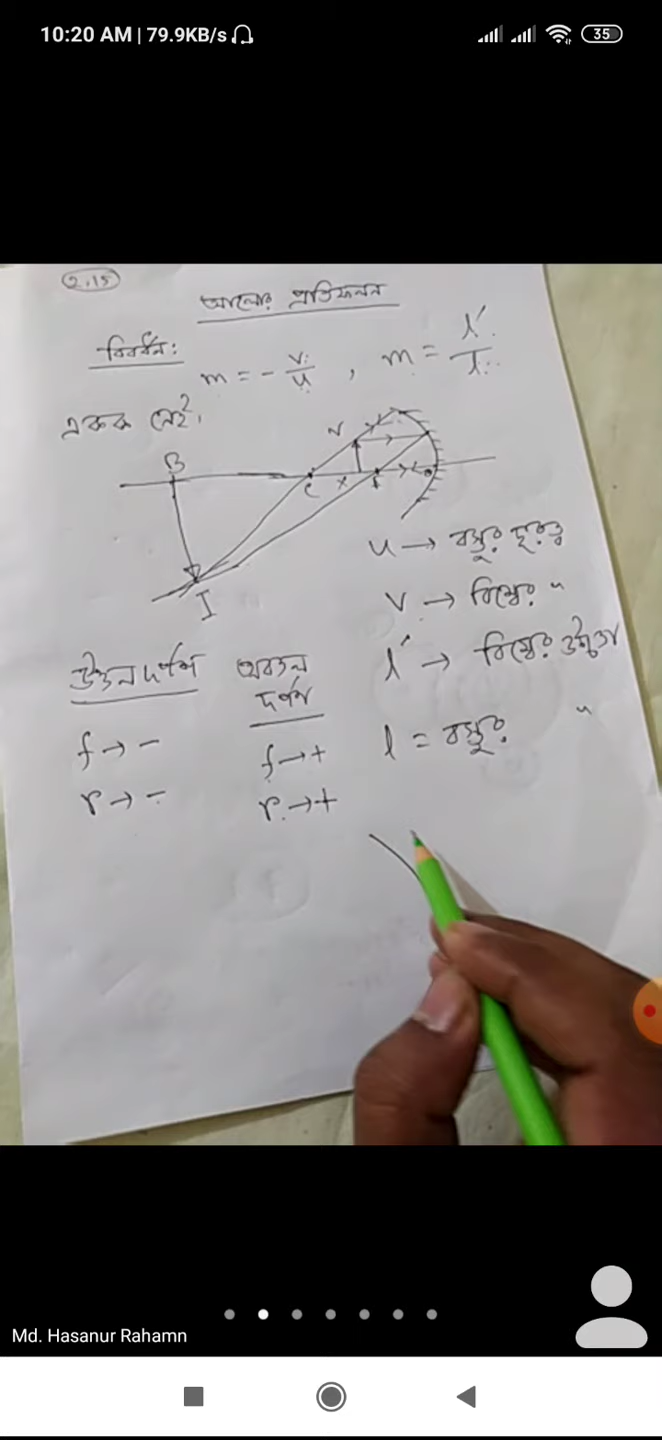 10:20 AM | 79.9KB/s
35
2.15
আলোর প্রতিফলন
বিবর্ধন:
m = - v/u , m = l′/l
একক নেই।
B
C
F
I
u → বস্তুর দূরত্ব
v → বিম্বের "
l′ → বিম্বের উচ্চতা
l = বস্তুর "
উত্তল দর্পণ
f → -
r → -
অবতল
দর্পণ
f → +
r → +
Md. Hasanur Rahamn